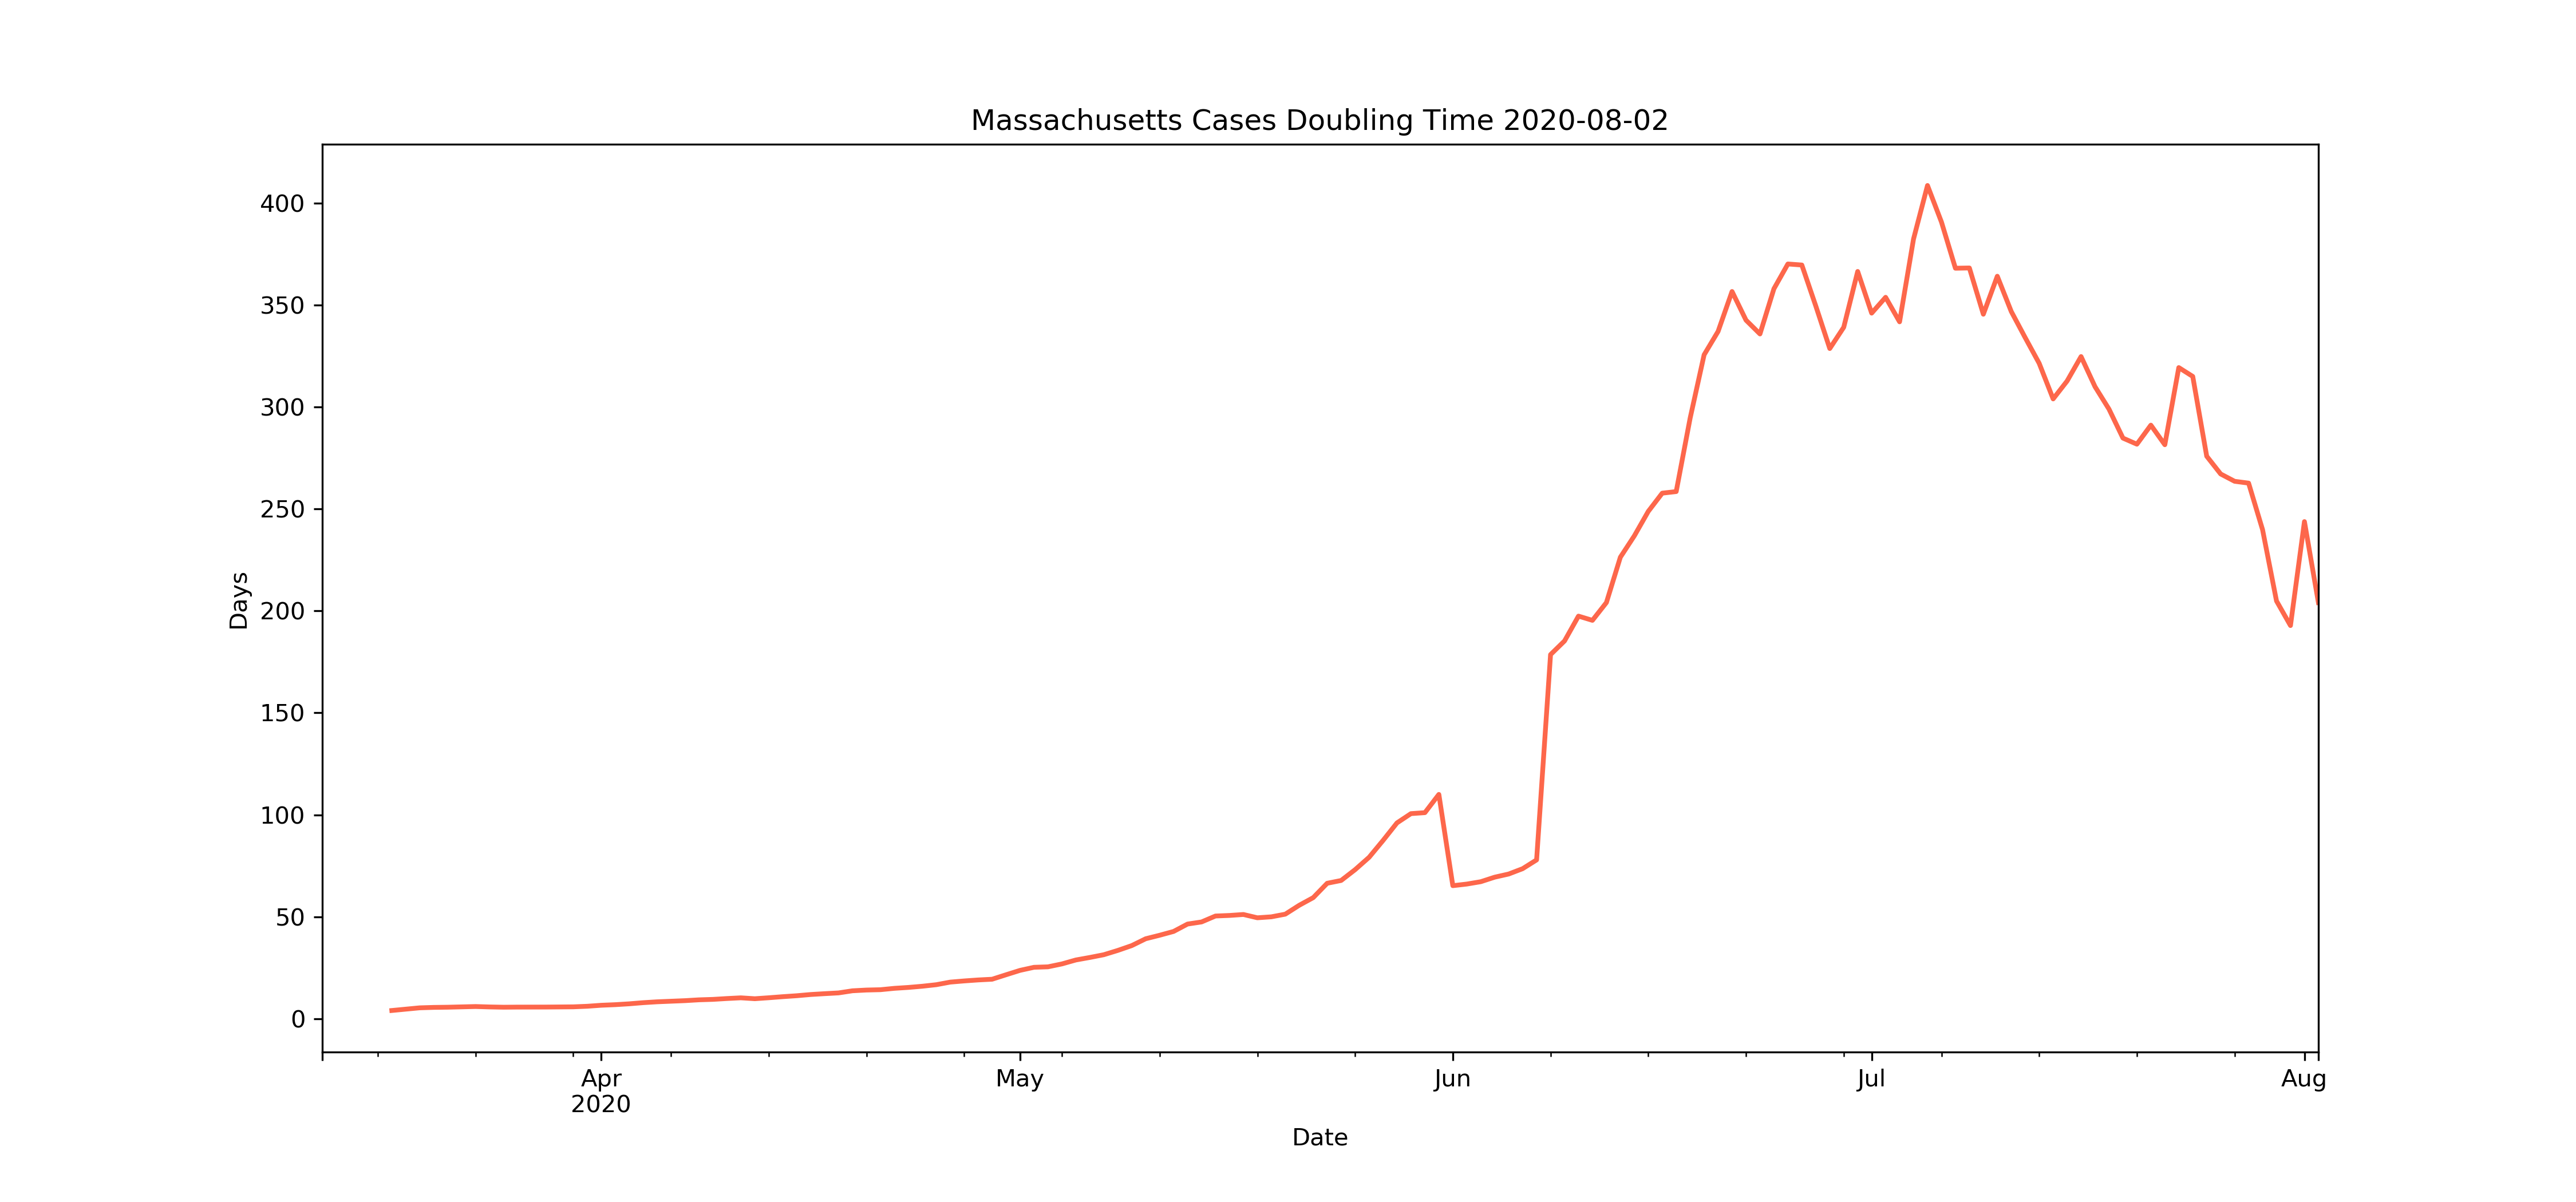 Massachusetts Cases Doubling Time 2020-08-02
400
350
300
250
200
150
100
50
0
Days
Apr May Jun Jul Aug
2020
Date